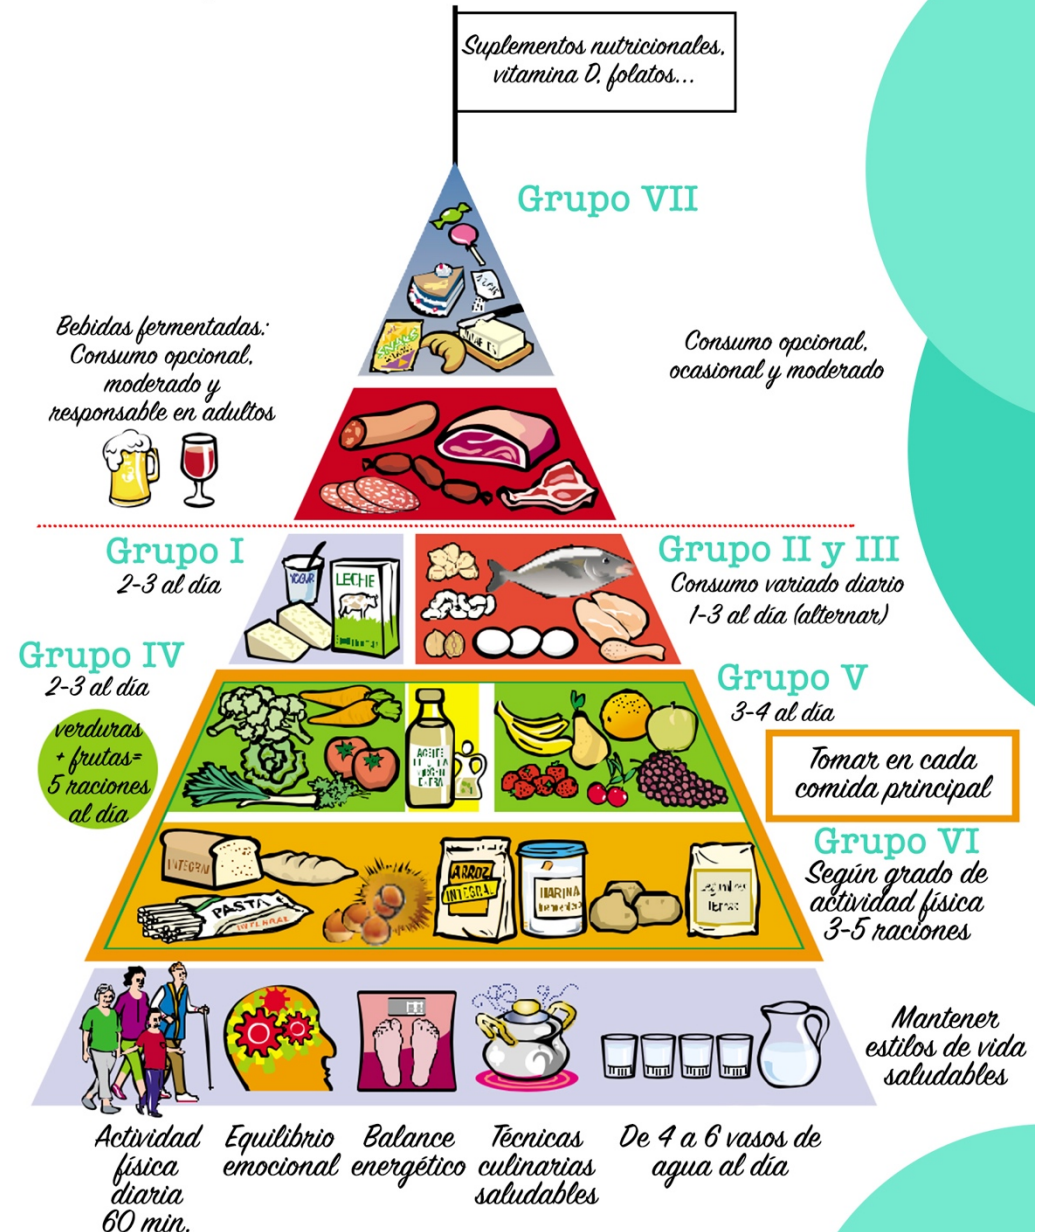 Suplementos nutricionales,
vitamina D, folatos...
Grupo VII
Bebidas fermentadas:
Consumo opcional,
moderado y
responsable en adultos
Consumo opcional,
ocasional y moderado
SNAKS
Grupo I
2-3 al día
YOGUR
LECHE
Grupo II y III
Consumo variado diario
1-3 al día (alternar)
Grupo IV
2-3 al día
verduras
+ frutas=
5 raciones
al día
ACEITE
Grupo V
3-4 al día
Tomar en cada
comida principal
INTEGRAL
PASTA
INTEGRAL
ARROZ
INTEGRAL
HARINA
Grupo VI
Según grado de
actividad física
3-5 raciones
Mantener
estilos de vida
saludables
Actividad
física
diaria
60 min.
Equilibrio
emocional
Balance
energético
Técnicas
culinarias
saludables
De 4 a 6 vasos de
agua al día